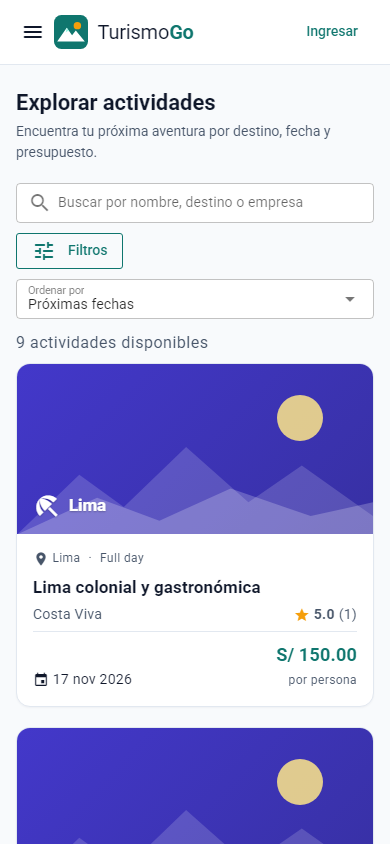 TurismoGo
Ingresar
Explorar actividades
Encuentra tu próxima aventura por destino, fecha y
presupuesto.
Buscar por nombre, destino o empresa
Filtros
Ordenar por
Próximas fechas
9 actividades disponibles
Lima
Lima · Full day
Lima colonial y gastronómica
Costa Viva
5.0 (1)
S/ 150.00
17 nov 2026
por persona